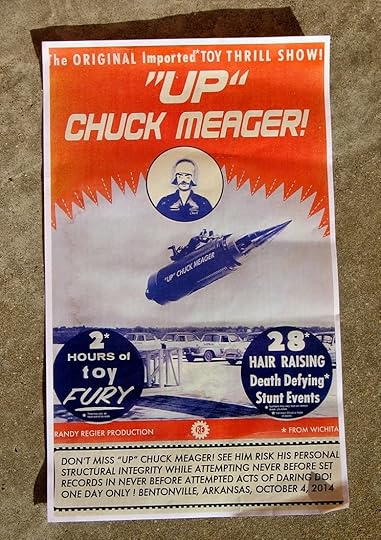 The ORIGINAL Imported* TOY THRILL SHOW!
"UP"
CHUCK MEAGER!
"UP" CHUCK MEAGER
2*
HOURS of
toy
FURY
28*
HAIR RAISING
Death Defying*
Stunt Events
RANDY REGIER PRODUCTION
* FROM WICHITA
DON'T MISS "UP" CHUCK MEAGER! SEE HIM RISK HIS PERSONAL
STRUCTURAL INTEGRITY WHILE ATTEMPTING NEVER BEFORE SET
RECORDS IN NEVER BEFORE ATTEMPTED ACTS OF DARING DO!
ONE DAY ONLY ! BENTONVILLE, ARKANSAS, OCTOBER 4, 2014